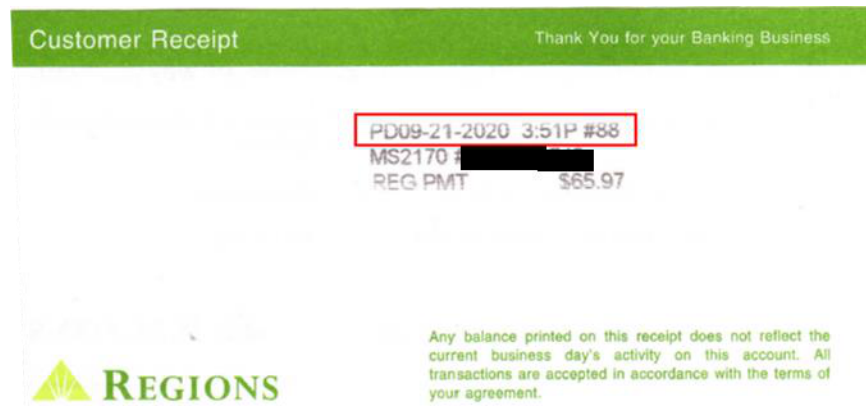 Customer Receipt
Thank You for your Banking Business
PD09-21-2020 3:51P #88
MS2170 #
REG PMT $65.97
Any balance printed on this receipt does not reflect the
current business day's activity on this account. All
transactions are accepted in accordance with the terms of
your agreement.
REGIONS